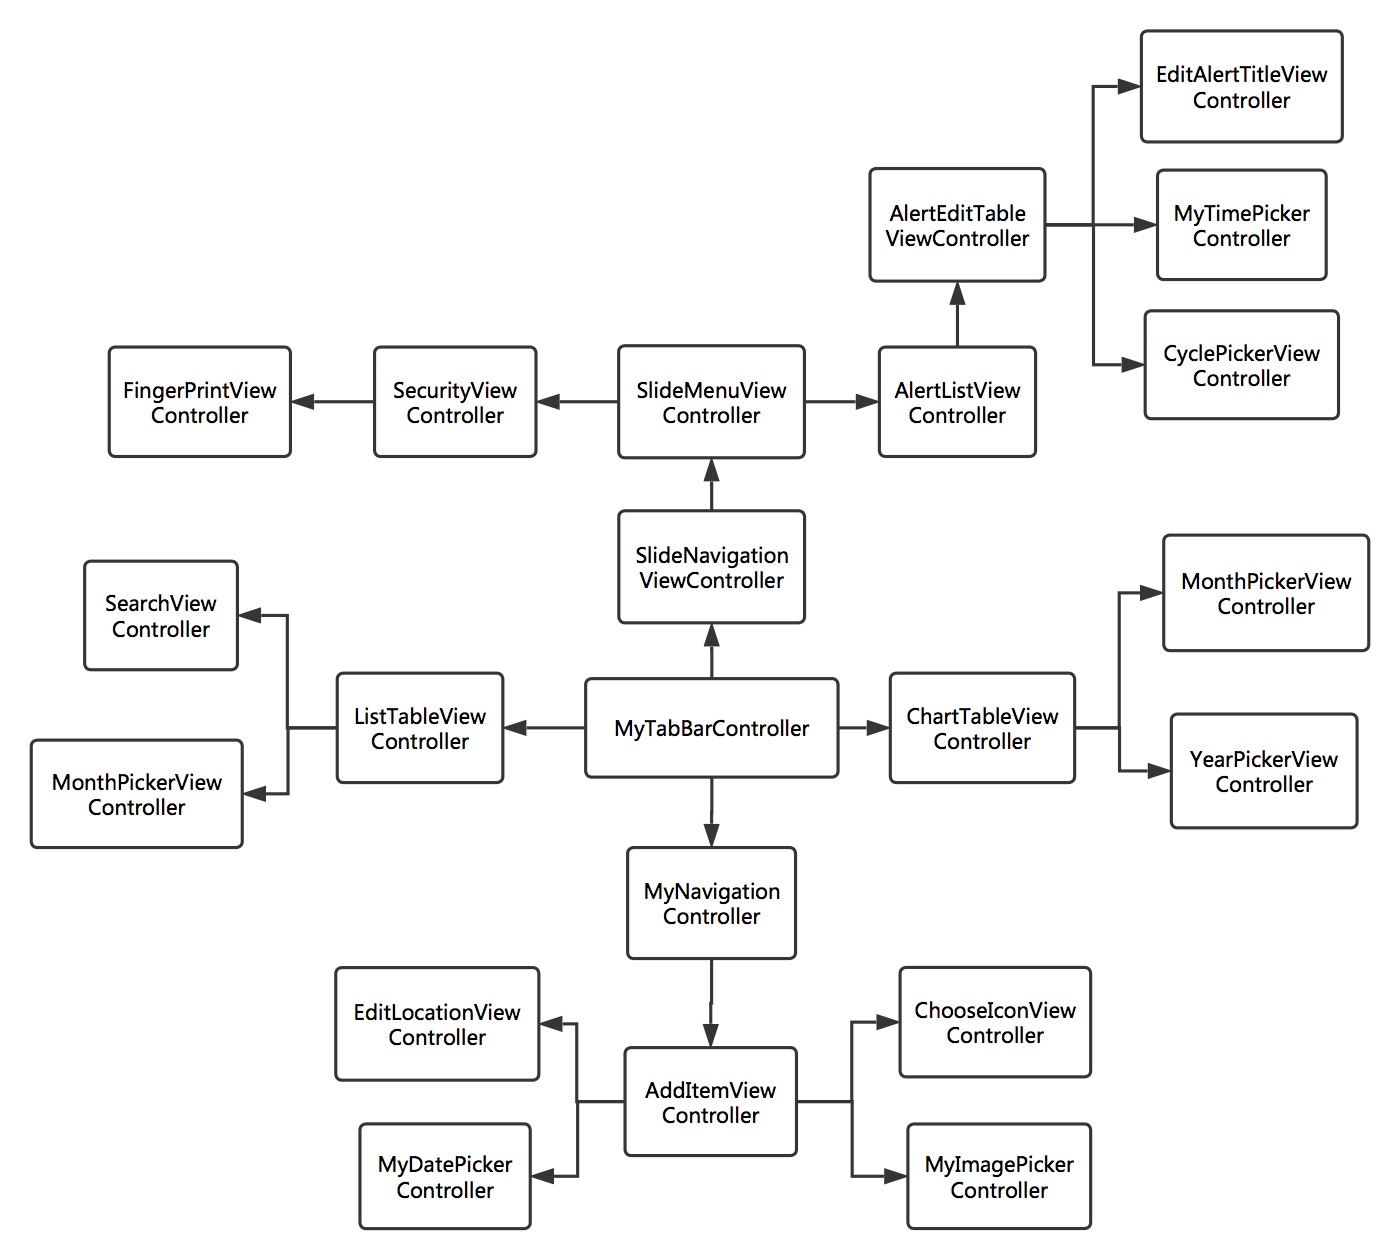 EditAlertTitleView
Controller
AlertEditTable
ViewController
MyTimePicker
Controller
CyclePickerView
Controller
FingerPrintView
Controller
SecurityView
Controller
SlideMenuView
Controller
AlertListView
Controller
SlideNavigation
ViewController
SearchView
Controller
MonthPickerView
Controller
ListTableView
Controller
MyTabBarController
ChartTableView
Controller
MonthPickerView
Controller
YearPickerView
Controller
MyNavigation
Controller
EditLocationView
Controller
ChooseIconView
Controller
AddItemView
Controller
MyDatePicker
Controller
MyImagePicker
Controller